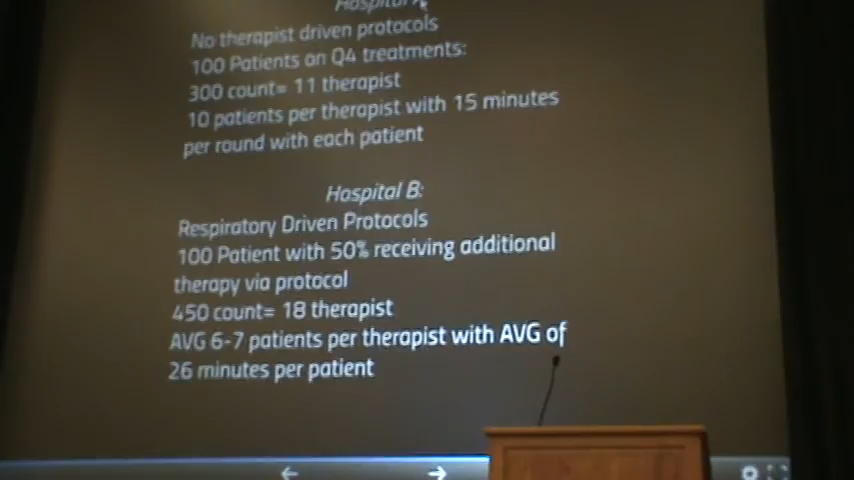 Hospital A
No therapist driven protocols
100 Patients on Q4 treatments:
300 count= 11 therapist
10 patients per therapist with 15 minutes
per round with each patient
Hospital B:
Respiratory Driven Protocols
100 Patient with 50% receiving additional
therapy via protocol
450 count= 18 therapist
AVG 6-7 patients per therapist with AVG of
26 minutes per patient